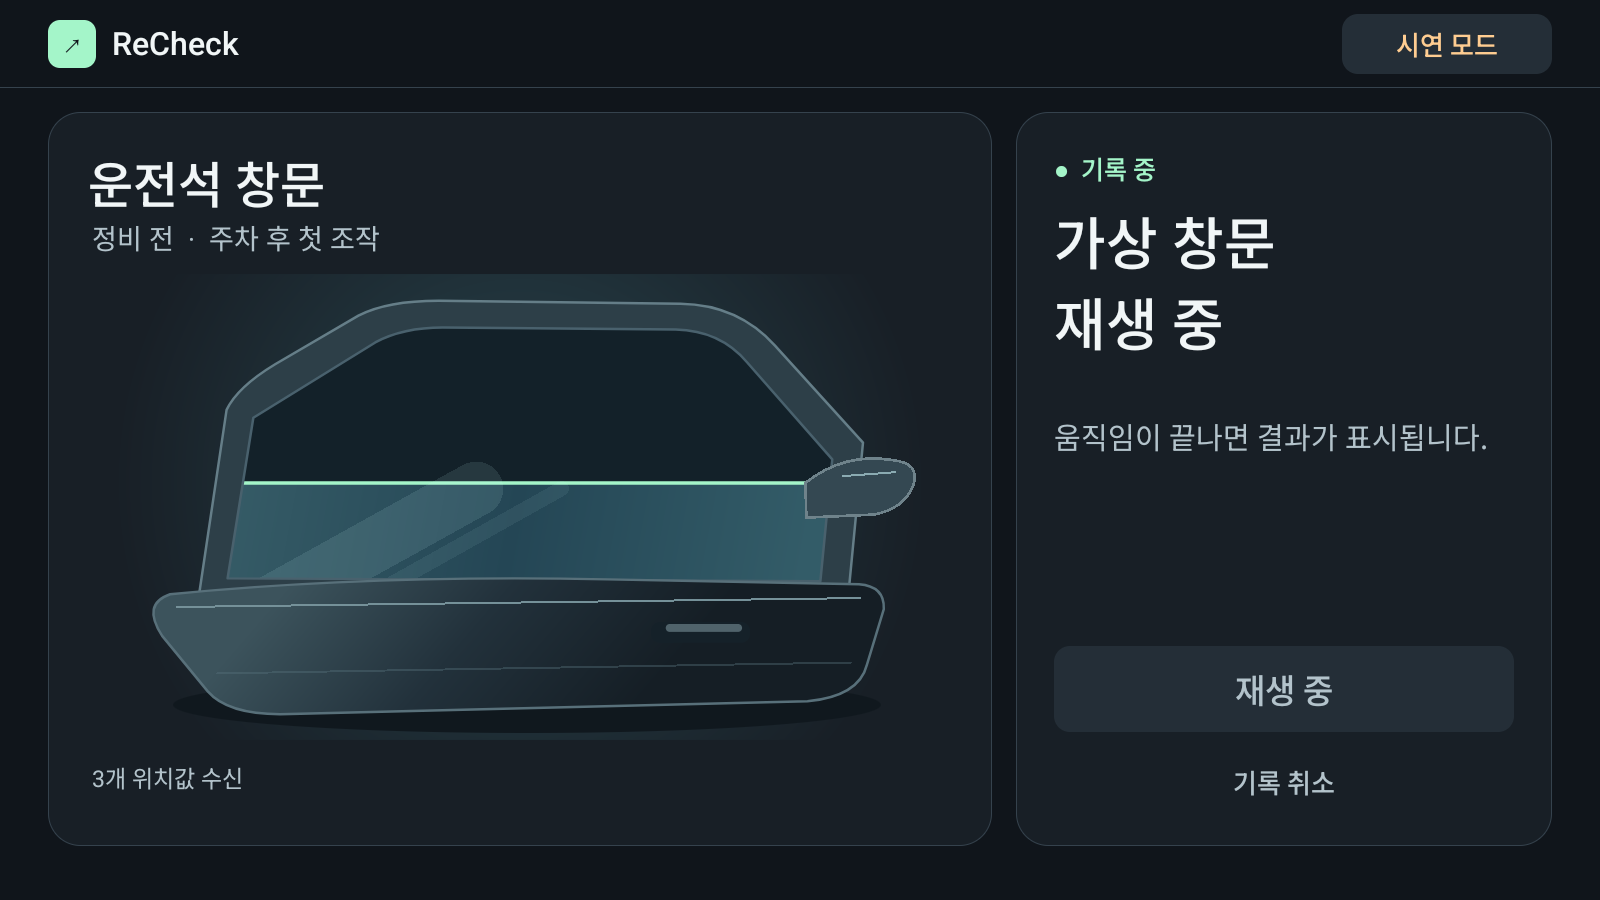 ReCheck
시연 모드
운전석 창문
정비 전 · 주차 후 첫 조작
3개 위치값 수신
기록 중
가상 창문
재생 중
움직임이 끝나면 결과가 표시됩니다.
재생 중
기록 취소